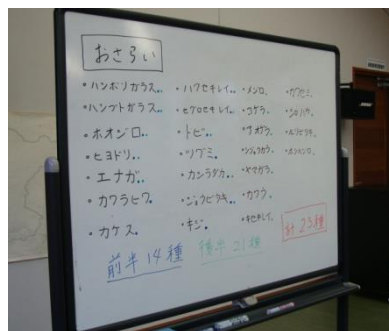 おさらい
・ハシボソガラス
・ハシブトガラス
・ホオジロ
・ヒヨドリ
・エナガ
・カワラヒワ
・カケス
・ハクセキレイ
・セグロセキレイ
・トビ
・ツグミ
・カシラダカ
・ジョウビタキ
・キジ
・メジロ
・コゲラ
・アオゲラ
・シジュウカラ
・ヤマガラ
・カワウ
・キセキレイ
・カワセミ
・シロハラ
・ルリビタキ
前半14種
後半21種
計25種